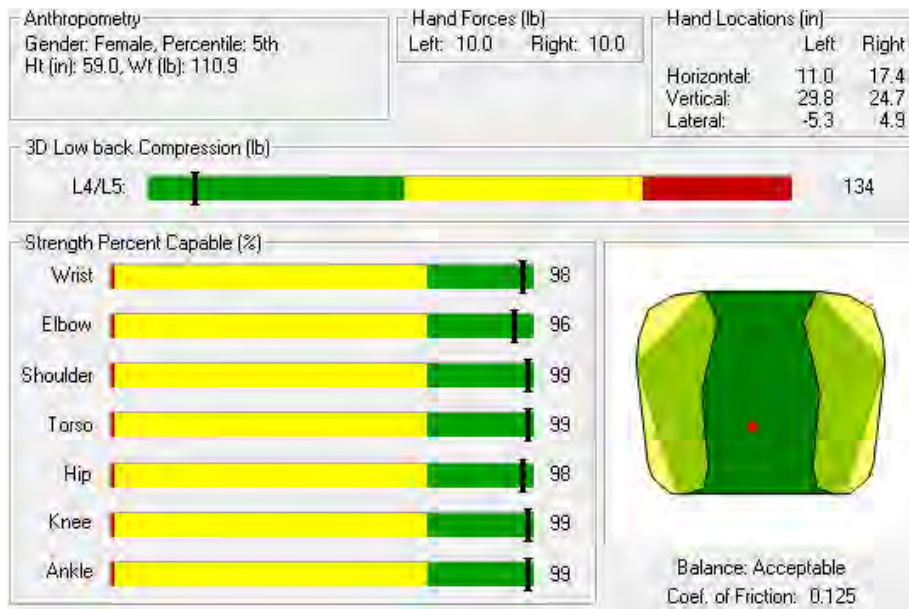 Anthropometry
Gender: Female, Percentile: 5th
Ht (in): 59.0, Wt (lb): 110.9
Hand Forces (lb)
Left: 10.0 Right: 10.0
Hand Locations (in)
Left Right
Horizontal: 11.0 17.4
Vertical: 29.8 24.7
Lateral: -5.3 4.9
3D Low back Compression (lb)
L4/L5: 134
Strength Percent Capable (%)
Wrist 98
Elbow 96
Shoulder 99
Torso 99
Hip 98
Knee 99
Ankle 99
Balance: Acceptable
Coef. of Friction: 0.125